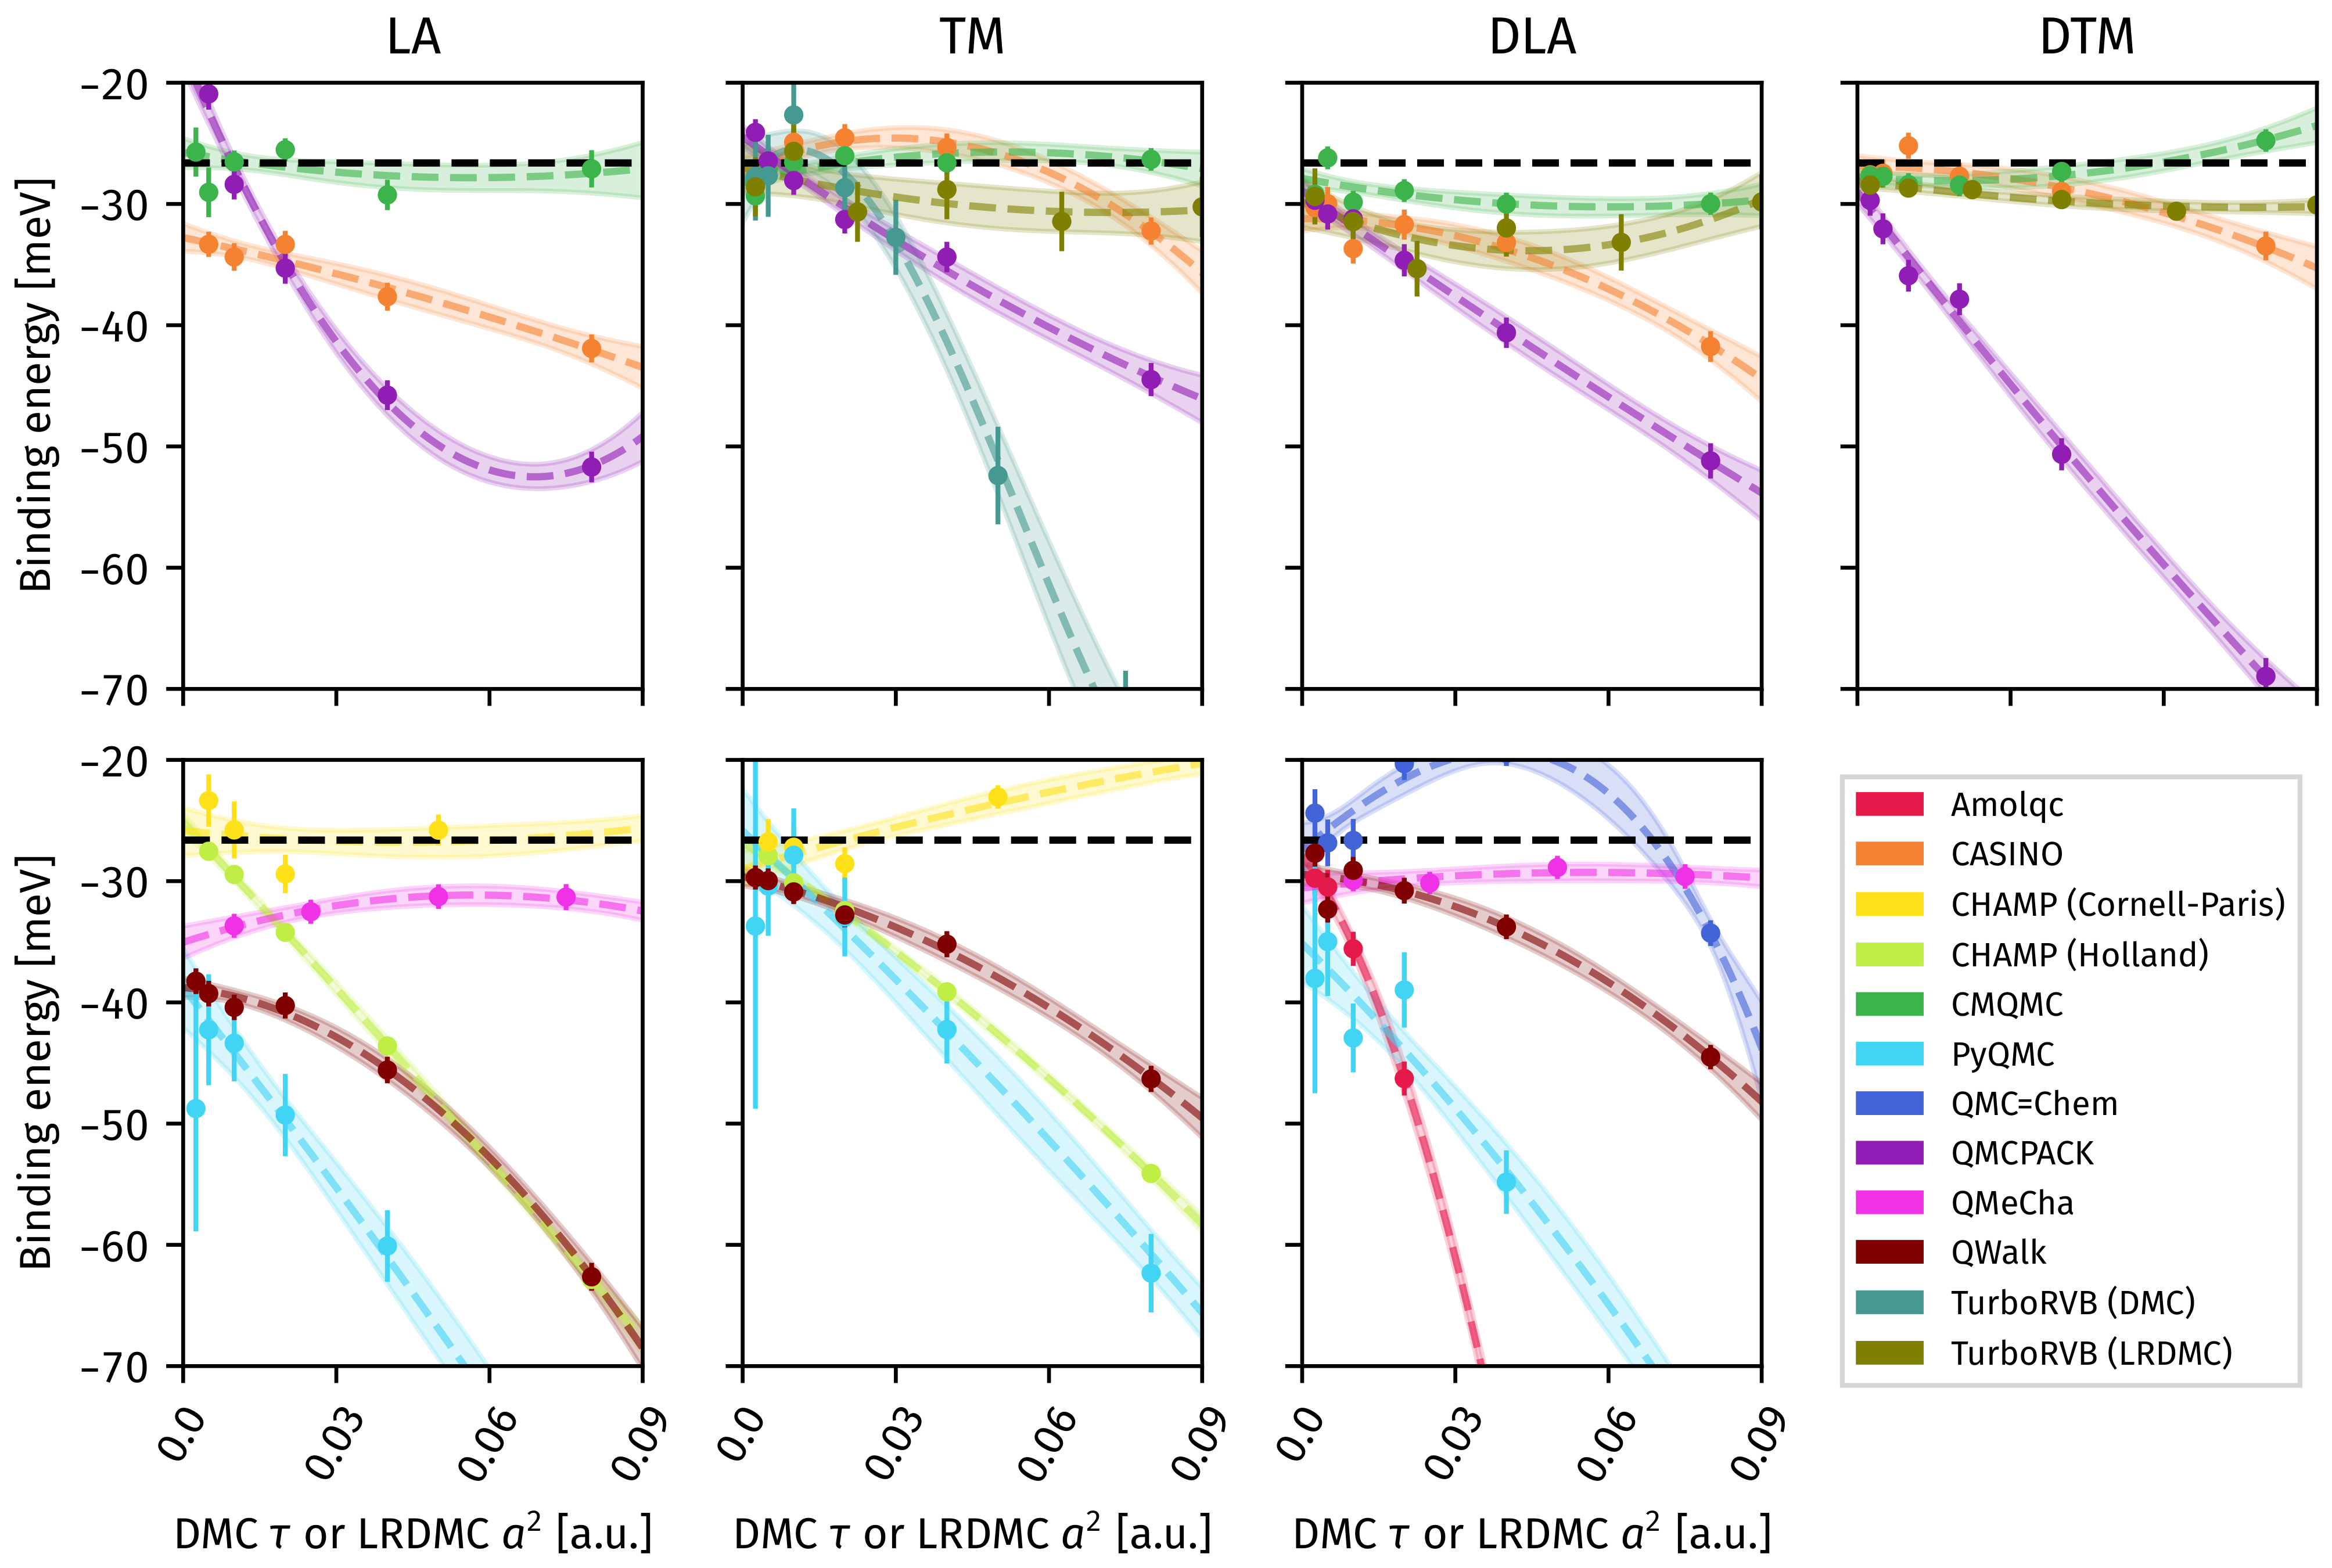 LA TM DLA DTM
−20
−30
−40
−50
−60
−70
Binding energy [meV]
−20
−30
−40
−50
−60
−70
Binding energy [meV]
0.0 0.03 0.06 0.09
0.0 0.03 0.06 0.09
0.0 0.03 0.06 0.09
DMC τ or LRDMC a² [a.u.]
DMC τ or LRDMC a² [a.u.]
DMC τ or LRDMC a² [a.u.]
Amolqc
CASINO
CHAMP (Cornell-Paris)
CHAMP (Holland)
CMQMC
PyQMC
QMC=Chem
QMCPACK
QMeCha
QWalk
TurboRVB (DMC)
TurboRVB (LRDMC)